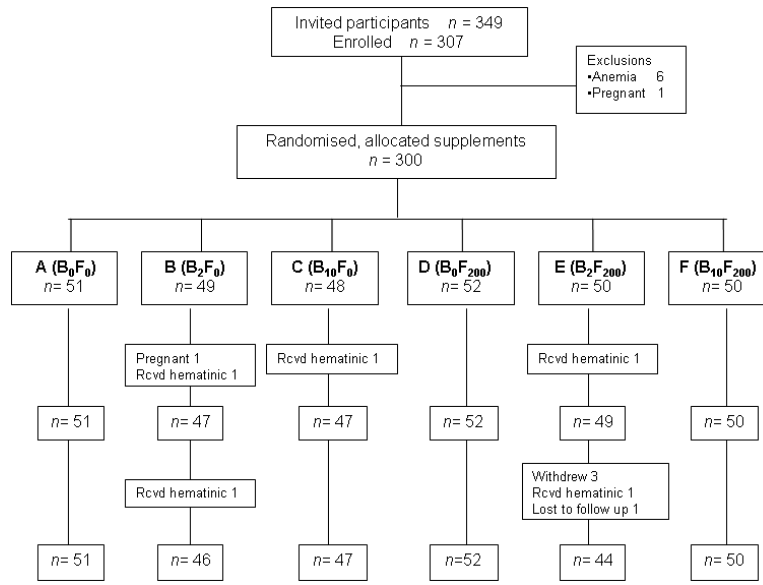 Invited participants n = 349
Enrolled n = 307
Exclusions
▪Anemia 6
▪Pregnant 1
Randomised, allocated supplements
n = 300
A (B₀F₀)
n= 51
B (B₂F₀)
n= 49
C (B₁₀F₀)
n= 48
D (B₀F₂₀₀)
n= 52
E (B₂F₂₀₀)
n= 50
F (B₁₀F₂₀₀)
n= 50
Pregnant 1
Rcvd hematinic 1
Rcvd hematinic 1
Rcvd hematinic 1
n= 51
n= 47
n= 47
n= 52
n= 49
n= 50
Rcvd hematinic 1
Withdrew 3
Rcvd hematinic 1
Lost to follow up 1
n= 51
n= 46
n= 47
n=52
n= 44
n= 50